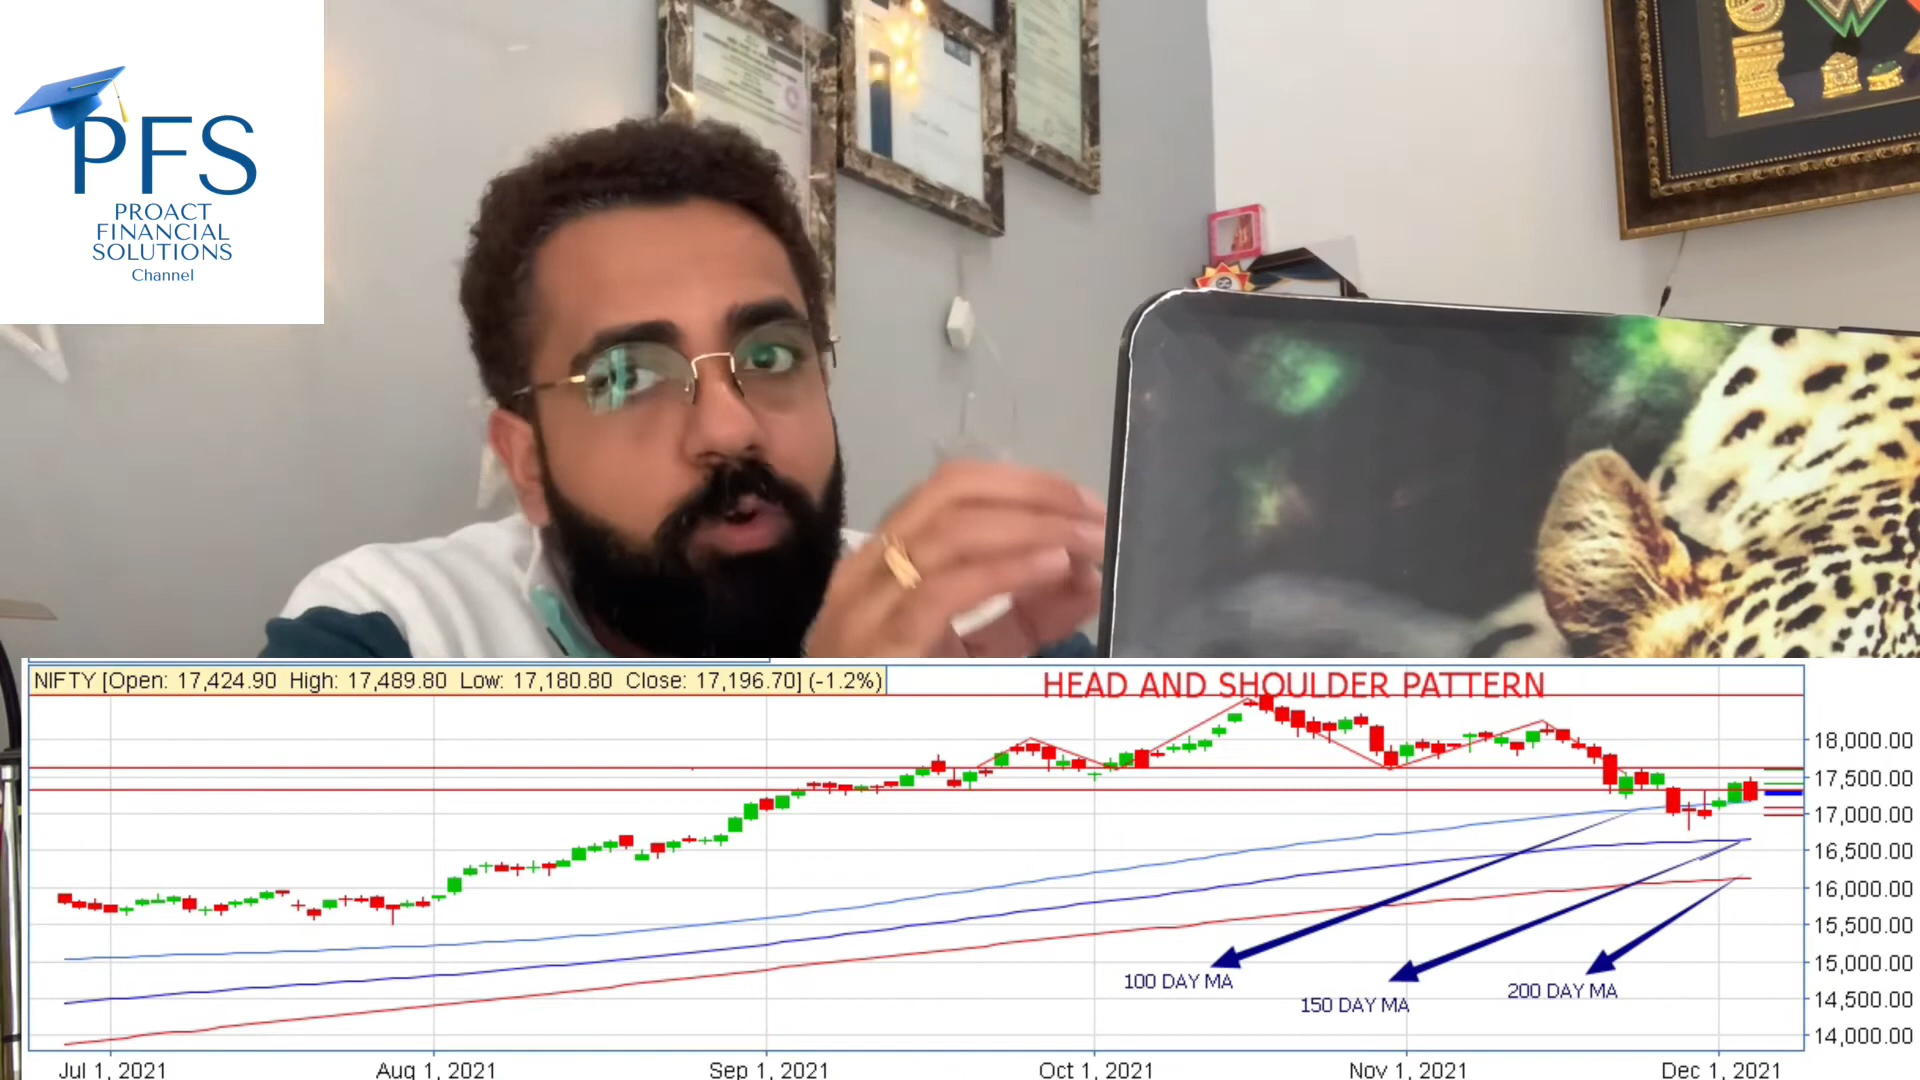 PFS
PROACT
FINANCIAL
SOLUTIONS
Channel
NIFTY [Open: 17,424.90 High: 17,489.80 Low: 17,180.80 Close: 17,196.70] (-1.2%)
HEAD AND SHOULDER PATTERN
18,000.00
17,500.00
17,000.00
16,500.00
16,000.00
15,500.00
15,000.00
14,500.00
14,000.00
100 DAY MA
150 DAY MA
200 DAY MA
Jul 1, 2021
Aug 1, 2021
Sep 1, 2021
Oct 1, 2021
Nov 1, 2021
Dec 1, 2021